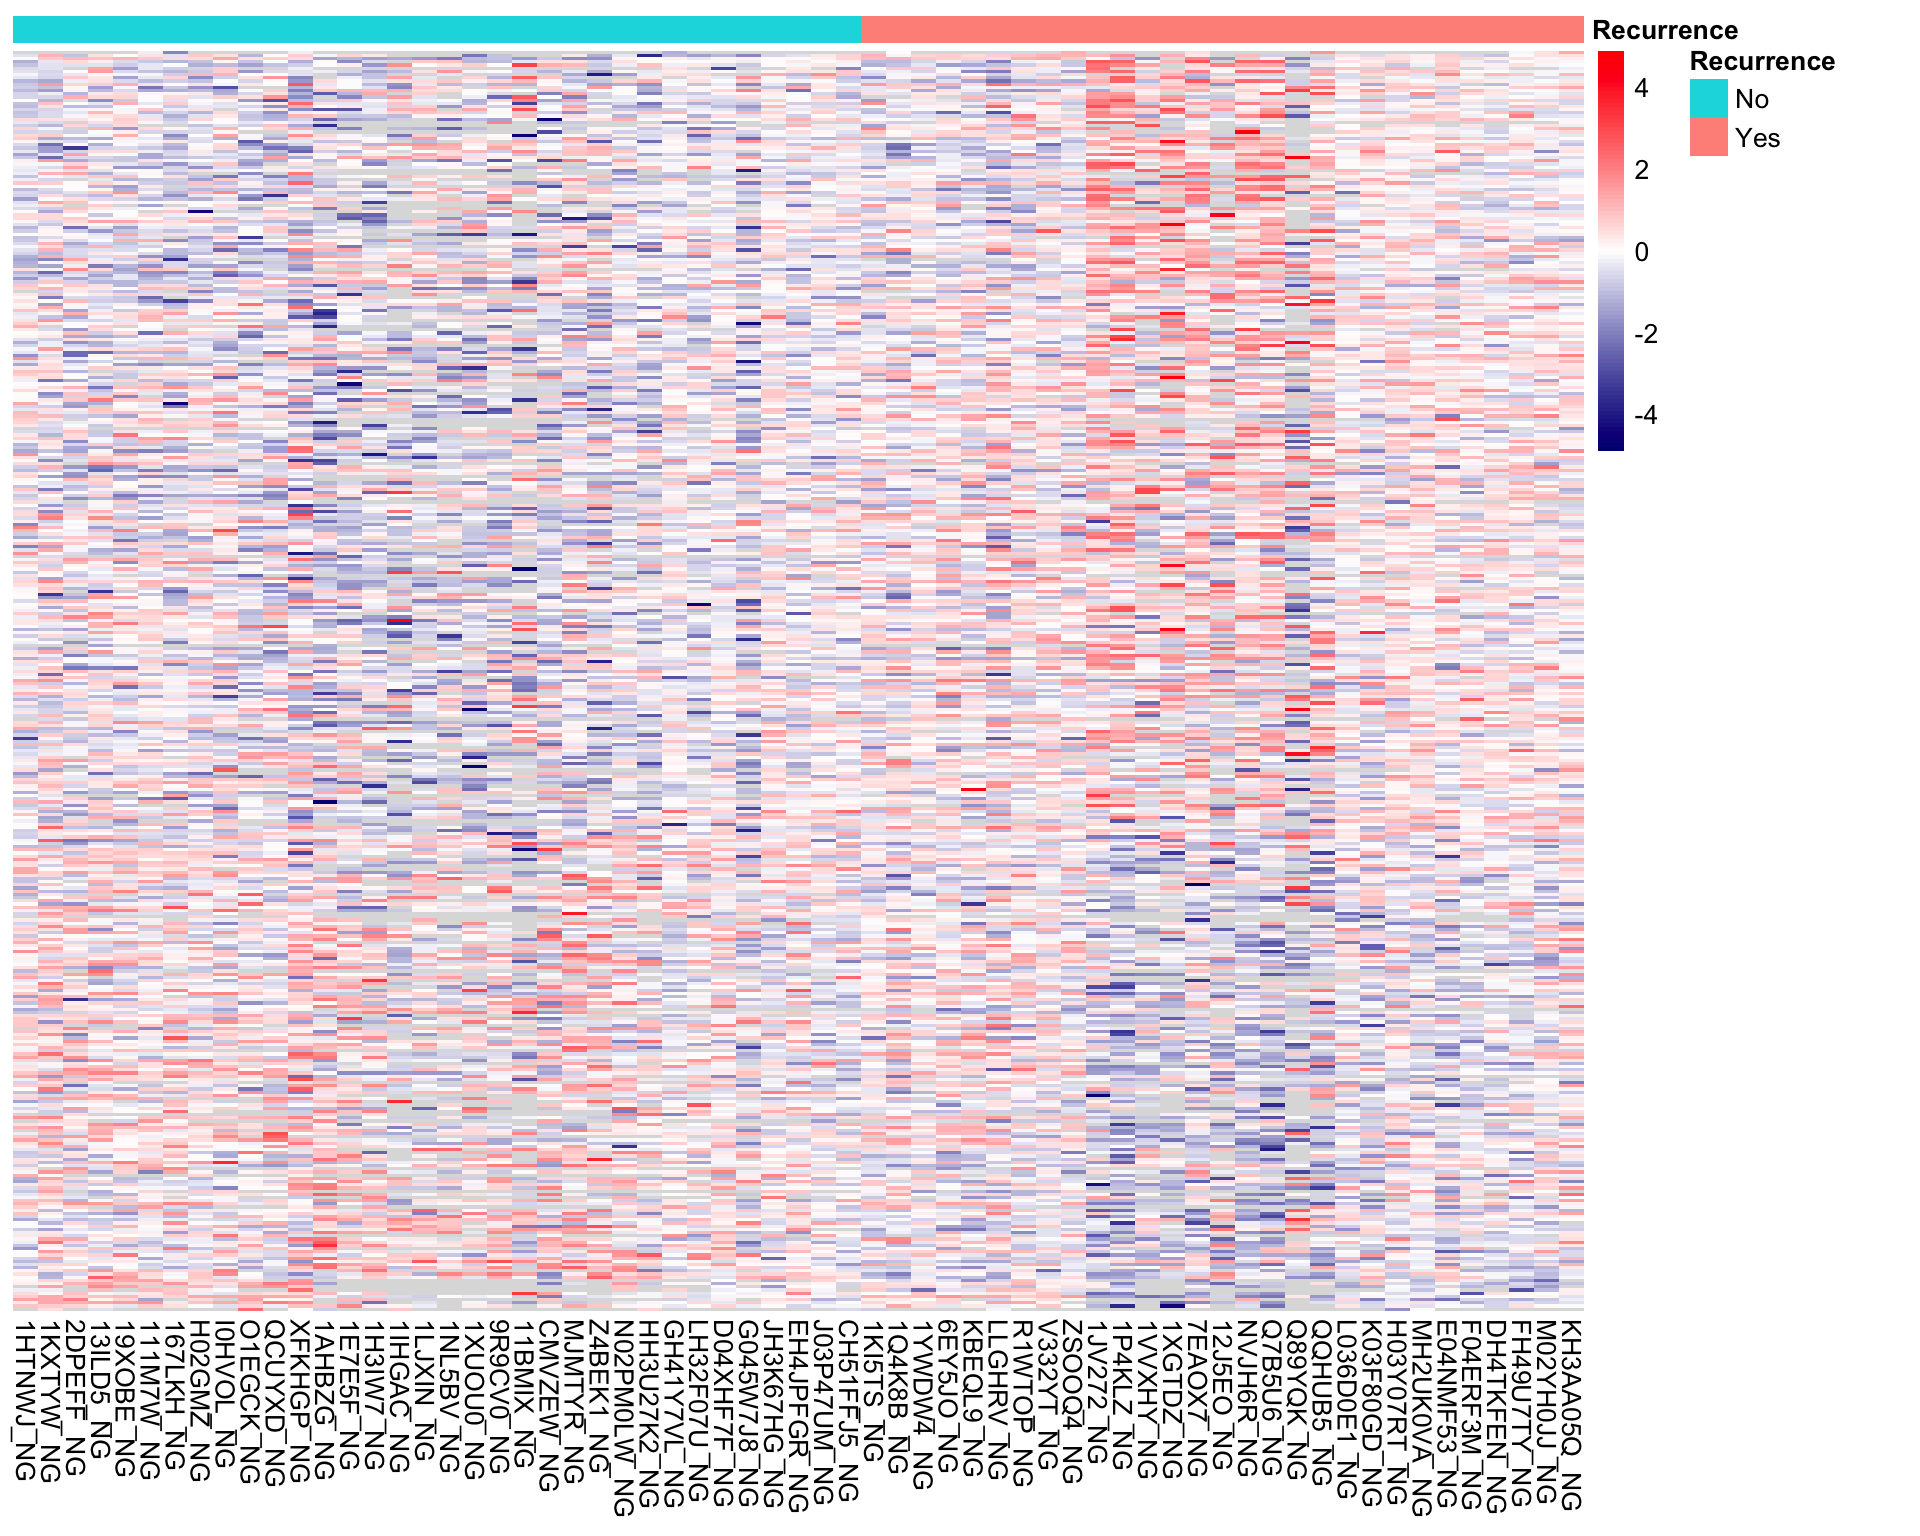 Recurrence
4
2
0
-2
-4
Recurrence
No
Yes
1HTNWJ_NG
1KXTYW_NG
2DPEFF_NG
13ILD5_NG
19XOBE_NG
111M7W_NG
167LKH_NG
H02GMZ_NG
I0HVOL_NG
O1EGCK_NG
QCUYXD_NG
XFKHGP_NG
1AHBZG_NG
1E7E5F_NG
1H3IW7_NG
1IHGAC_NG
1LJXIN_NG
1NL5BV_NG
1XUOU0_NG
9R9CV0_NG
11BMIX_NG
CMVZEW_NG
MJMTYR_NG
Z4BEK1_NG
N02PM0LW_NG
HH3U27K2_NG
GH41Y7VL_NG
LH32F07U_NG
D04XHF7F_NG
G045W7J8_NG
JH3K67HG_NG
EH4JPFGR_NG
J03P47UM_NG
CH51FFJ5_NG
1KI5TS_NG
1Q4K8B_NG
1YWDW4_NG
6EY5JO_NG
KBEQL9_NG
LLGHRV_NG
R1WTOP_NG
V332YT_NG
ZSOOQ4_NG
1JV272_NG
1P4KLZ_NG
1VVXHY_NG
1XGTDZ_NG
7EAOX7_NG
12J5EO_NG
NVJH6R_NG
Q7B5U6_NG
Q89YQK_NG
QQHUB5_NG
L036D0E1_NG
K03F80GD_NG
H03Y07RT_NG
MH2UK0VA_NG
E04NMF53_NG
F04ERF3M_NG
DH4TKFEN_NG
FH49U7TY_NG
M02YH0JJ_NG
KH3AA05Q_NG